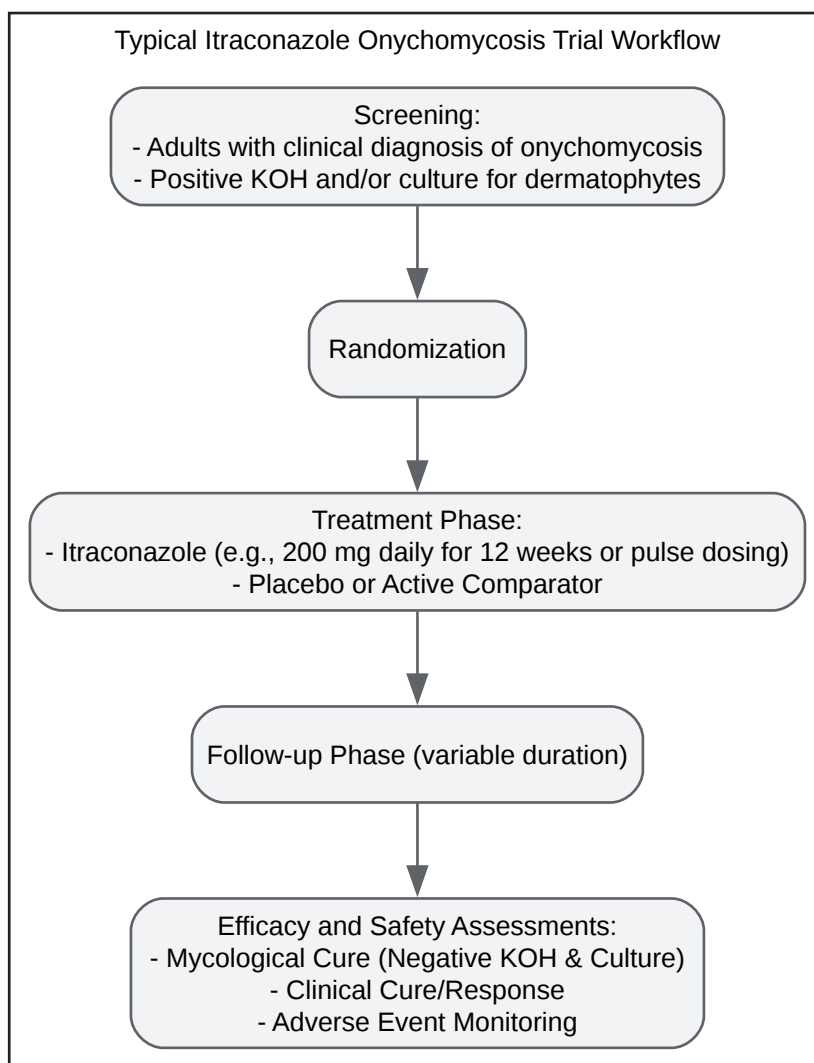 Typical Itraconazole Onychomycosis Trial Workflow
Screening:
- Adults with clinical diagnosis of onychomycosis
- Positive KOH and/or culture for dermatophytes
Randomization
Treatment Phase:
- Itraconazole (e.g., 200 mg daily for 12 weeks or pulse dosing)
- Placebo or Active Comparator
Follow-up Phase (variable duration)
Efficacy and Safety Assessments:
- Mycological Cure (Negative KOH & Culture)
- Clinical Cure/Response
- Adverse Event Monitoring